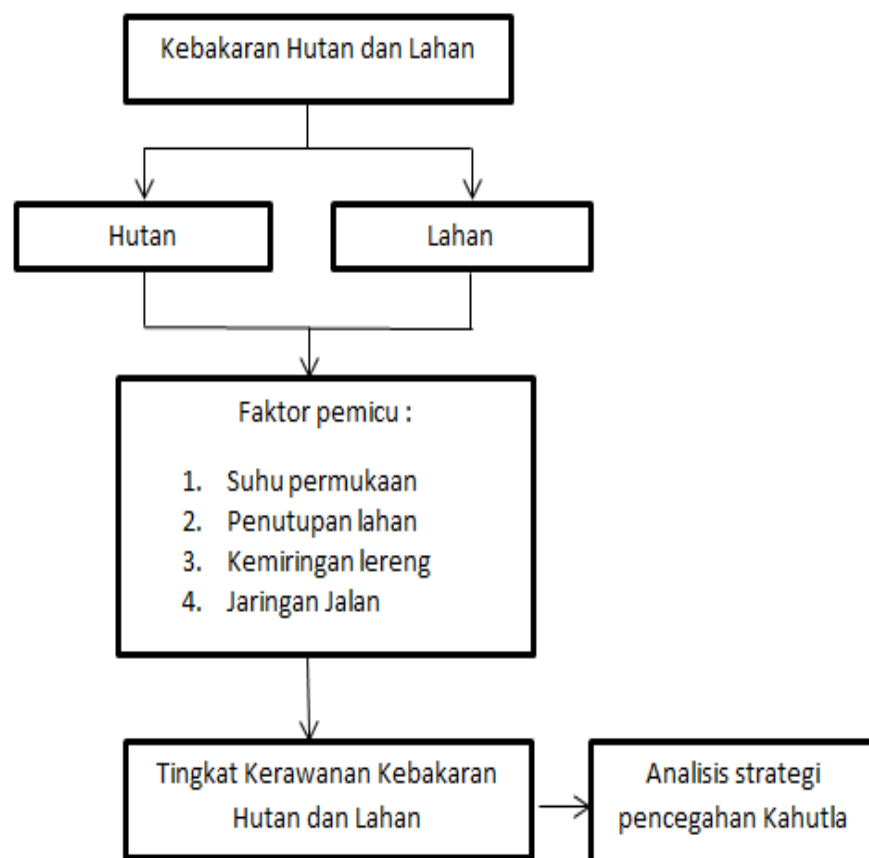 Kebakaran Hutan dan Lahan
Hutan
Lahan
Faktor pemicu :
1. Suhu permukaan
2. Penutupan lahan
3. Kemiringan lereng
4. Jaringan Jalan
Tingkat Kerawanan Kebakaran
Hutan dan Lahan
Analisis strategi
pencegahan Kahutla